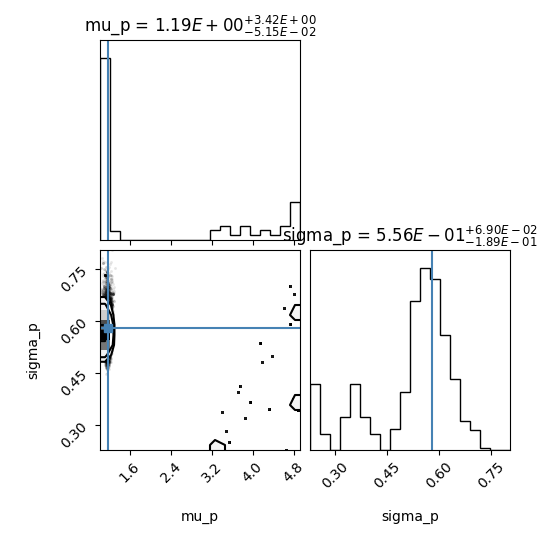 mu_p = 1.19E + 00+3.42E + 00
−5.15E − 02
sigma_p = 5.56E − 01+6.90E − 02
−1.89E − 01
0.75
0.60
0.45
0.30
sigma_p
1.6 2.4 3.2 4.0 4.8
mu_p
0.30 0.45 0.60 0.75
sigma_p